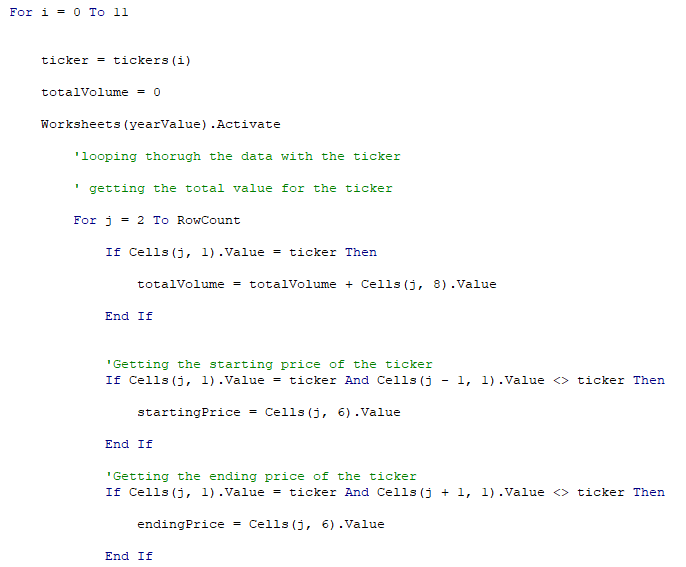 For i = 0 To 11
ticker = tickers(i)
totalVolume = 0
Worksheets(yearValue).Activate
'looping thorugh the data with the ticker
' getting the total value for the ticker
For j = 2 To RowCount
If Cells(j, 1).Value = ticker Then
totalVolume = totalVolume + Cells(j, 8).Value
End If
'Getting the starting price of the ticker
If Cells(j, 1).Value = ticker And Cells(j - 1, 1).Value <> ticker Then
startingPrice = Cells(j, 6).Value
End If
'Getting the ending price of the ticker
If Cells(j, 1).Value = ticker And Cells(j + 1, 1).Value <> ticker Then
endingPrice = Cells(j, 6).Value
End If